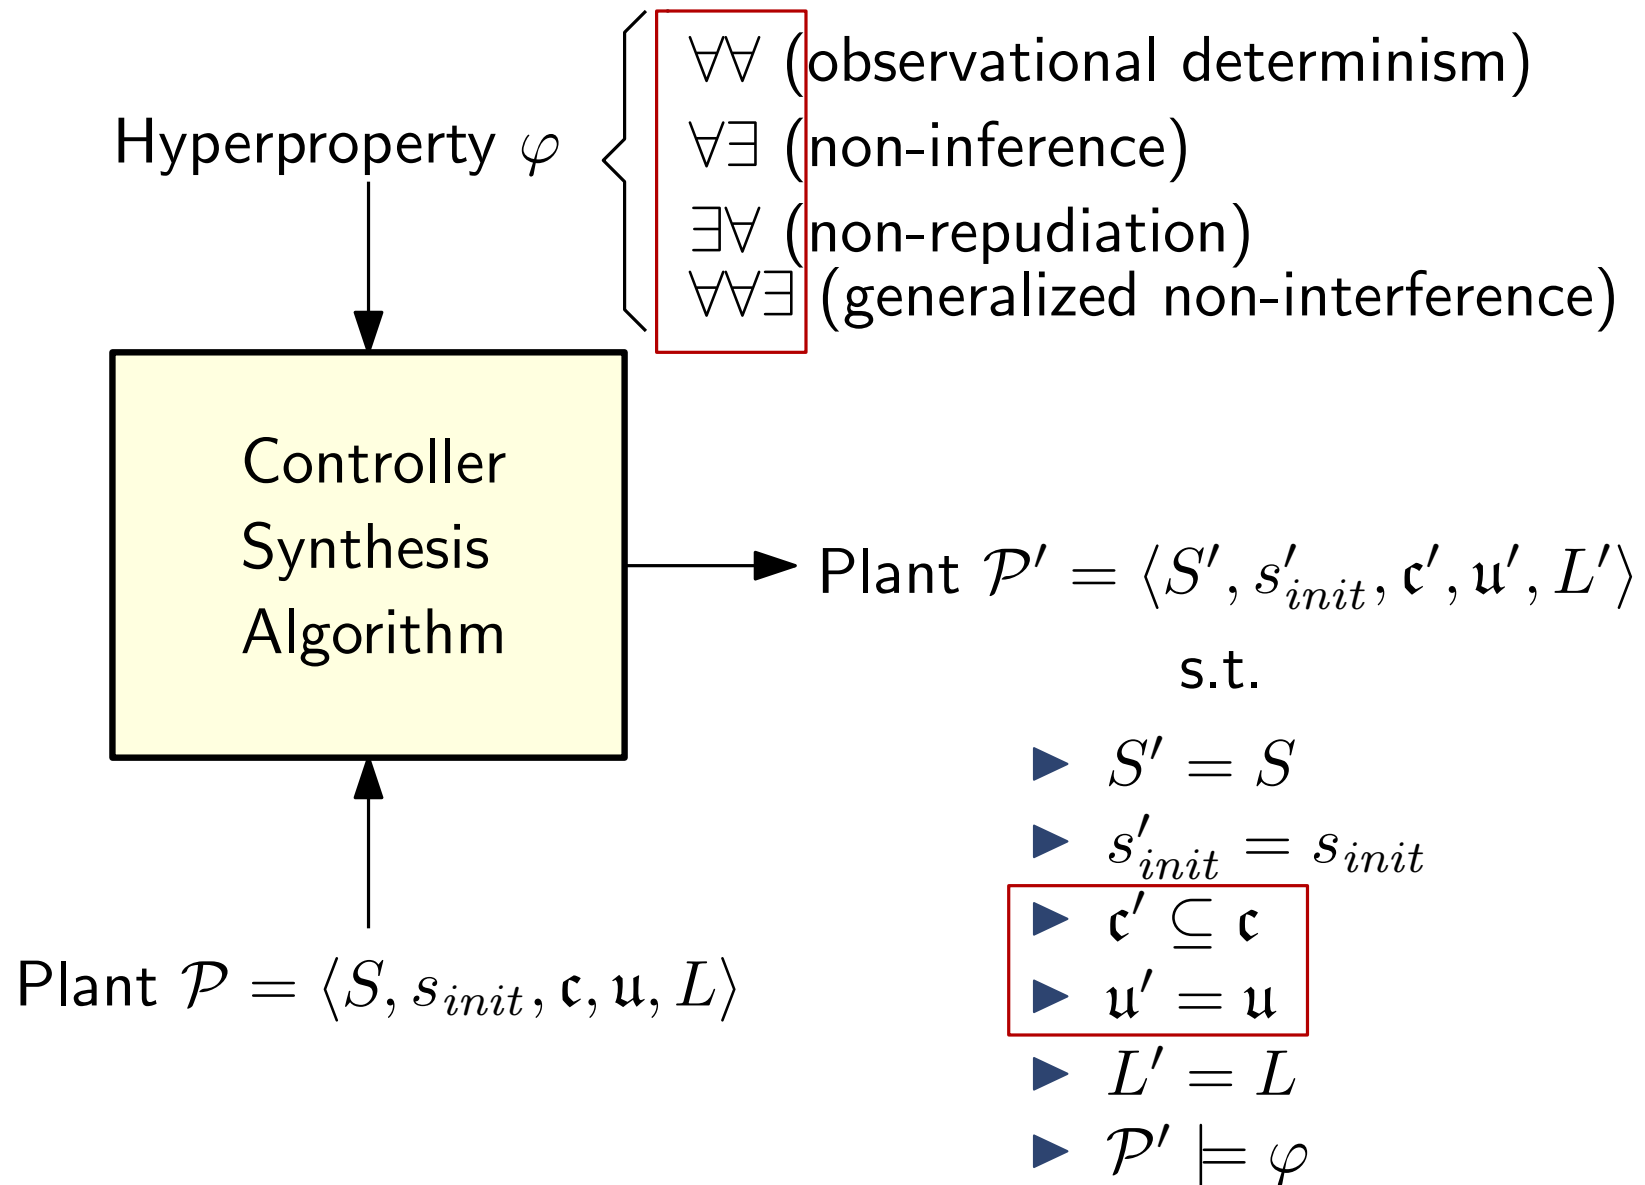 ∀∀ (observational determinism)
Hyperproperty φ
∀∃ (non-inference)
∃∀ (non-repudiation)
∀∀∃ (generalized non-interference)
Controller
Synthesis
Algorithm
Plant 𝒫′ = ⟨S′, s′_init, 𝔠′, 𝔲′, L′⟩
s.t.
▶ S′ = S
▶ s′_init = s_init
▶ 𝔠′ ⊆ 𝔠
▶ 𝔲′ = 𝔲
▶ L′ = L
▶ 𝒫′ ⊨ φ
Plant 𝒫 = ⟨S, s_init, 𝔠, 𝔲, L⟩